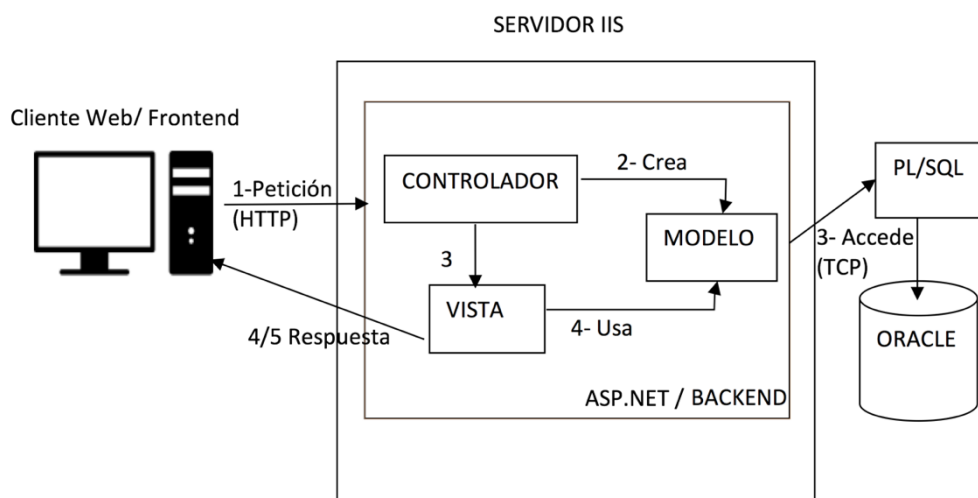 SERVIDOR IIS
Cliente Web/ Frontend
1-Petición
(HTTP)
CONTROLADOR
2- Crea
MODELO
PL/SQL
3- Accede
(TCP)
3
VISTA
4- Usa
4/5 Respuesta
ORACLE
ASP.NET / BACKEND